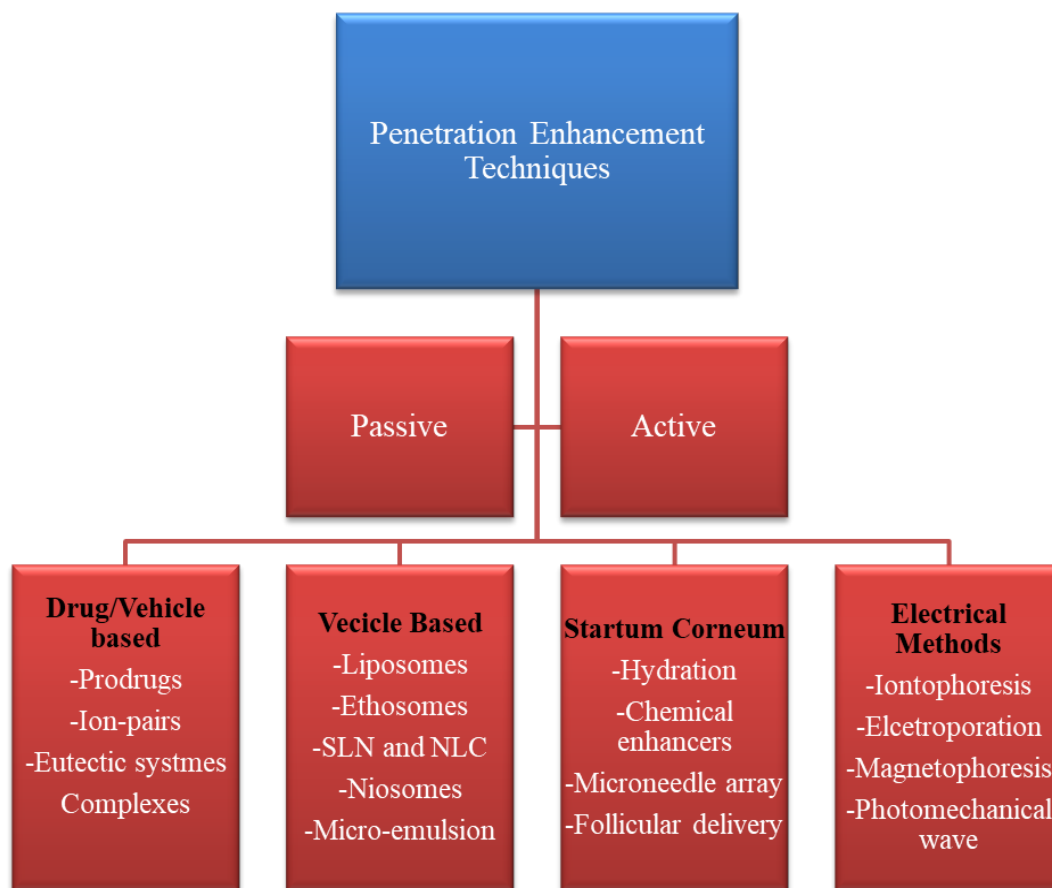 Penetration Enhancement
Techniques
Passive
Active
Drug/Vehicle
based
-Prodrugs
-Ion-pairs
-Eutectic systmes
Complexes
Vecicle Based
-Liposomes
-Ethosomes
-SLN and NLC
-Niosomes
-Micro-emulsion
Startum Corneum
-Hydration
-Chemical
enhancers
-Microneedle array
-Follicular delivery
Electrical
Methods
-Iontophoresis
-Elcetroporation
-Magnetophoresis
-Photomechanical
wave